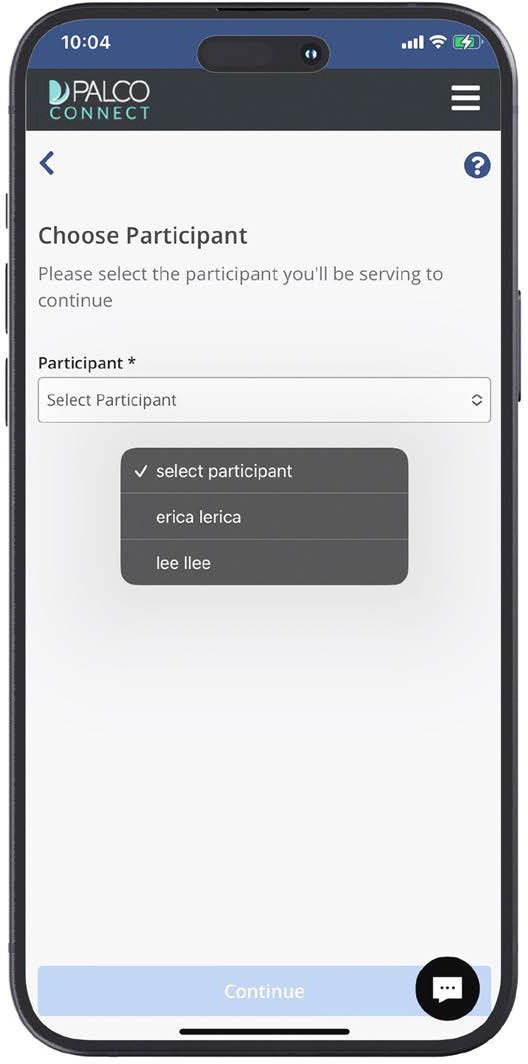 10:04
PALCO
CONNECT
?
Choose Participant
Please select the participant you'll be serving to
continue
Participant *
Select Participant
✓ select participant
erica lerica
lee llee
Continue